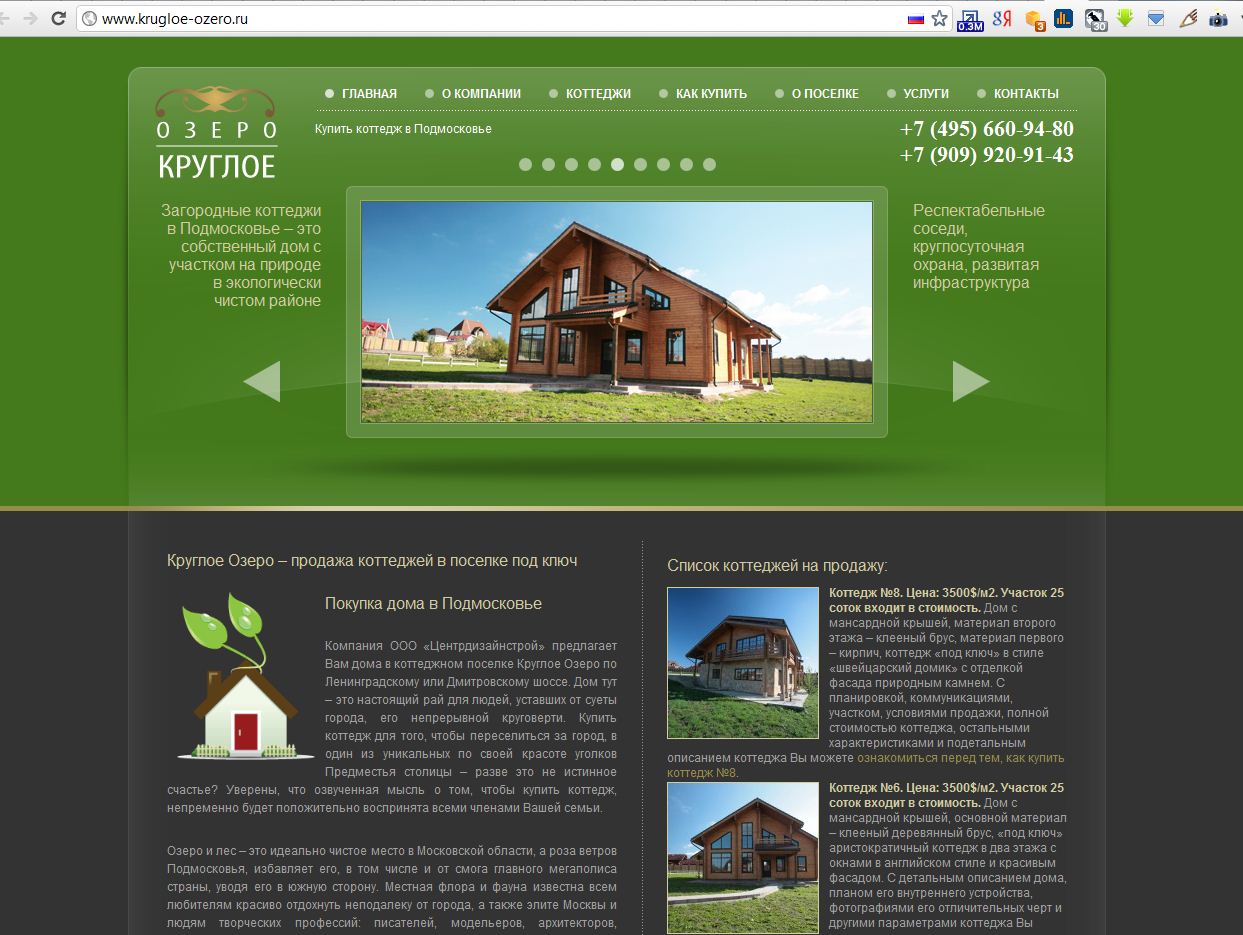 www.krugloe-ozero.ru
0.3M
3
30
ОЗЕРО
КРУГЛОЕ
ГЛАВНАЯ
О КОМПАНИИ
КОТТЕДЖИ
КАК КУПИТЬ
О ПОСЕЛКЕ
УСЛУГИ
КОНТАКТЫ
Купить коттедж в Подмосковье
+7 (495) 660-94-80
+7 (909) 920-91-43
Загородные коттеджи
в Подмосковье – это
собственный дом с
участком на природе
в экологически
чистом районе
Респектабельные
соседи,
круглосуточная
охрана, развитая
инфраструктура
Круглое Озеро – продажа коттеджей в поселке под ключ
Покупка дома в Подмосковье
Компания ООО «Центрдизайнстрой» предлагает
Вам дома в коттеджном поселке Круглое Озеро по
Ленинградскому или Дмитровскому шоссе. Дом тут
– это настоящий рай для людей, уставших от суеты
города, его непрерывной круговерти. Купить
коттедж для того, чтобы переселиться за город, в
один из уникальных по своей красоте уголков
Предместья столицы – разве это не истинное
счастье? Уверены, что озвученная мысль о том, чтобы купить коттедж,
непременно будет положительно воспринята всеми членами Вашей семьи.
Озеро и лес – это идеально чистое место в Московской области, а роза ветров
Подмосковья, избавляет его, в том числе и от смога главного мегаполиса
страны, уводя его в южную сторону. Местная флора и фауна известна всем
любителям красиво отдохнуть неподалеку от города, а также элите Москвы и
людям творческих профессий: писателей, модельеров, архитекторов,
Список коттеджей на продажу:
Коттедж №8. Цена: 3500$/м2. Участок 25
соток входит в стоимость. Дом с
мансардной крышей, материал второго
этажа – клееный брус, материал первого
– кирпич, коттедж «под ключ» в стиле
«швейцарский домик» с отделкой
фасада природным камнем. С
планировкой, коммуникациями,
участком, условиями продажи, полной
стоимостью коттеджа, остальными
характеристиками и подетальным
описанием коттеджа Вы можете ознакомиться перед тем, как купить
коттедж №8.
Коттедж №6. Цена: 3500$/м2. Участок 25
соток входит в стоимость. Дом с
мансардной крышей, основной материал
– клееный деревянный брус, «под ключ»
аристократичный коттедж в два этажа с
окнами в английском стиле и красивым
фасадом. С детальным описанием дома,
планом его внутреннего устройства,
фотографиями его отличительных черт и
другими параметрами коттеджа Вы